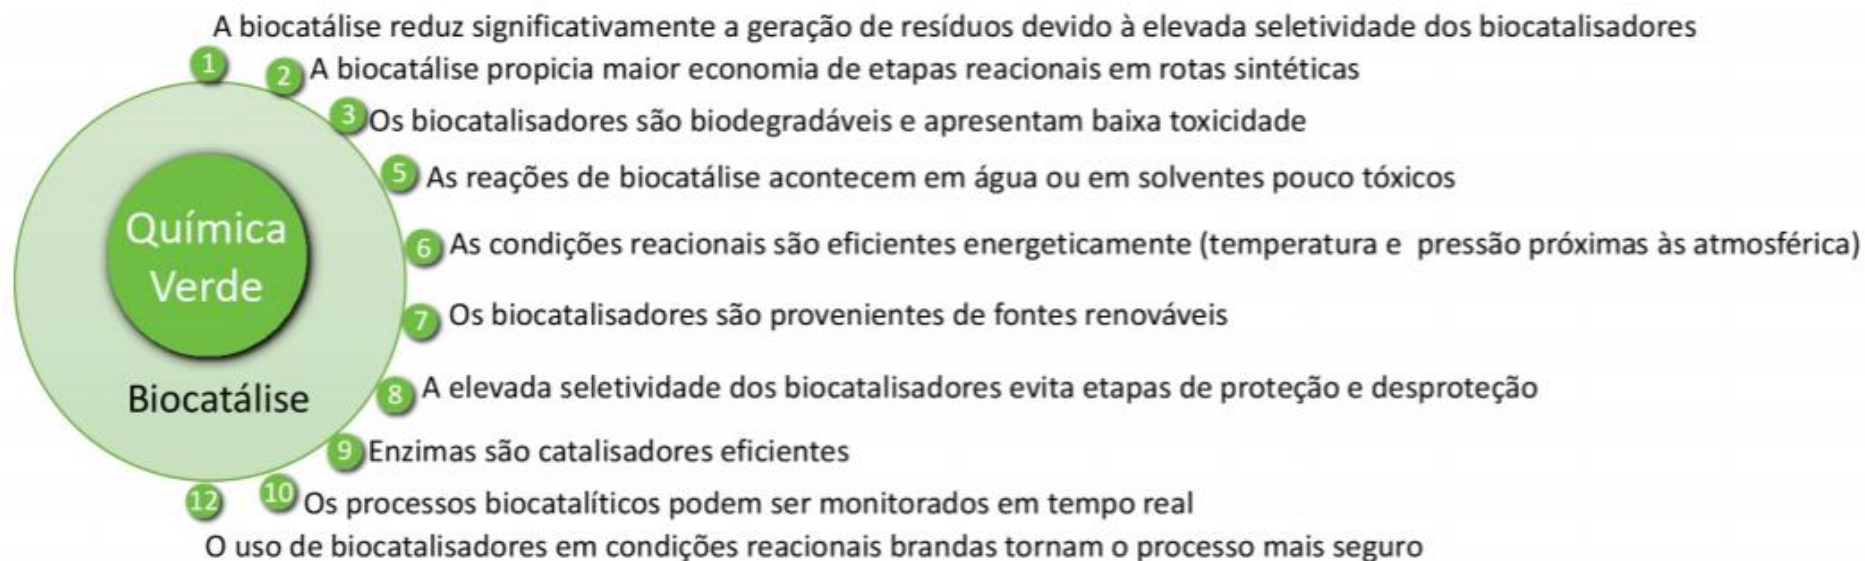 A biocatálise reduz significativamente a geração de resíduos devido à elevada seletividade dos biocatalisadores
1
2 A biocatálise propicia maior economia de etapas reacionais em rotas sintéticas
3 Os biocatalisadores são biodegradáveis e apresentam baixa toxicidade
5 As reações de biocatálise acontecem em água ou em solventes pouco tóxicos
Química
Verde
6 As condições reacionais são eficientes energeticamente (temperatura e pressão próximas às atmosférica)
7 Os biocatalisadores são provenientes de fontes renováveis
Biocatálise
8 A elevada seletividade dos biocatalisadores evita etapas de proteção e desproteção
9 Enzimas são catalisadores eficientes
10 Os processos biocatalíticos podem ser monitorados em tempo real
12
O uso de biocatalisadores em condições reacionais brandas tornam o processo mais seguro